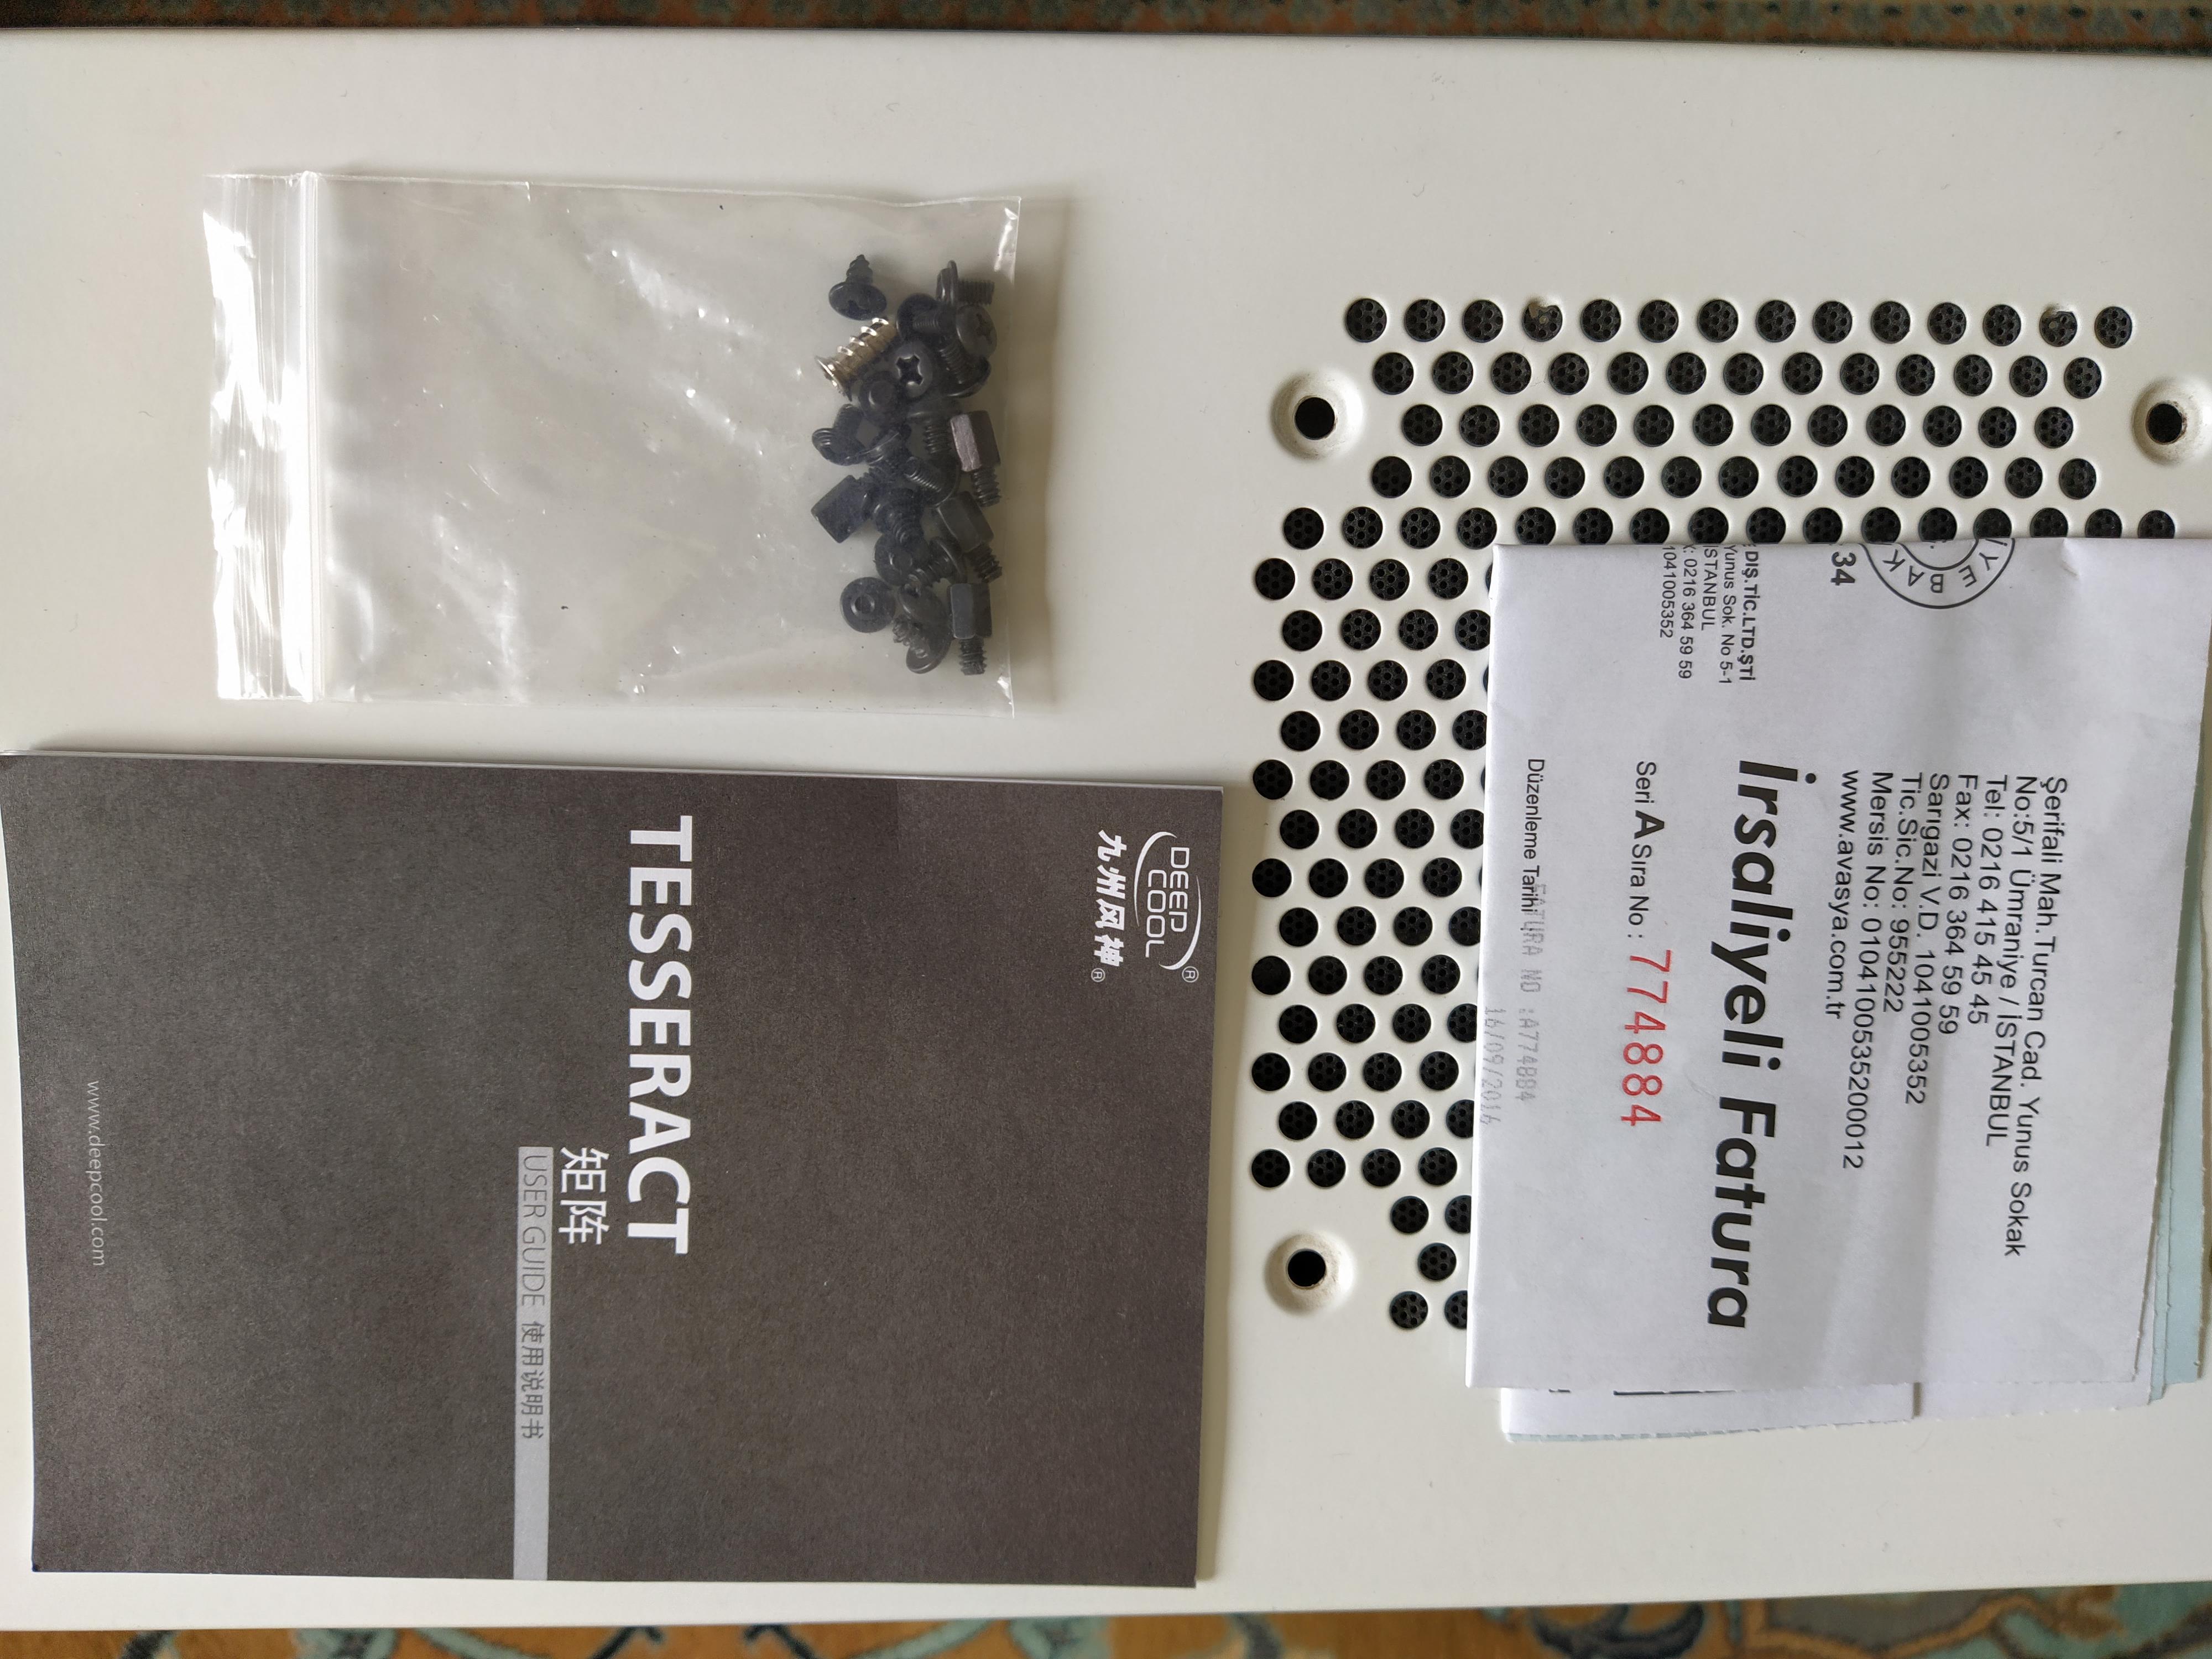 DEEP
COOL
®
九州风神®
TESSERACT
矩阵
USER GUIDE 使用说明书
www.deepcool.com
Şerifali Mah.Turcan Cad. Yunus Sokak
No:5/1 Ümraniye / İSTANBUL
Tel: 0216 415 45 45
Fax: 0216 364 59 59
Sarıgazi V.D. 1041005352
Tic.Sic.No: 955222
Mersis No: 0104100535200012
www.avasya.com.tr
İrsaliyeli Fatura
Seri A Sıra No : 774884
Düzenleme Tarihi
FATURA NO :A774884
16/09/2016
34
DIŞ.TİC.LTD.ŞTİ
Yunus Sok. No 5-1
İSTANBUL
: 0216 364 59 59
1041005352